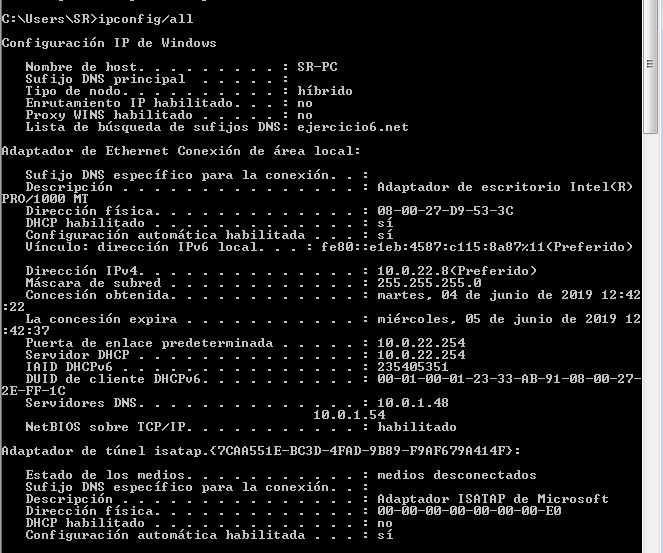 C:\Users\SR>ipconfig/all
Configuración IP de Windows
Nombre de host. . . . . . . . . : SR-PC
Sufijo DNS principal . . . . . :
Tipo de nodo. . . . . . . . . . : híbrido
Enrutamiento IP habilitado. . . : no
Proxy WINS habilitado . . . . . : no
Lista de búsqueda de sufijos DNS: ejercicio6.net
Adaptador de Ethernet Conexión de área local:
Sufijo DNS específico para la conexión. . :
Descripción . . . . . . . . . . . . . . . : Adaptador de escritorio Intel(R)
PRO/1000 MT
Dirección física. . . . . . . . . . . . . : 08-00-27-D9-53-3C
DHCP habilitado . . . . . . . . . . . . . : sí
Configuración automática habilitada . . . : sí
Vínculo: dirección IPv6 local. . . : fe80::e1eb:4587:c115:8a87%11(Preferido)
Dirección IPv4. . . . . . . . . . . . . . : 10.0.22.8(Preferido)
Máscara de subred . . . . . . . . . . . . : 255.255.255.0
Concesión obtenida. . . . . . . . . . . . : martes, 04 de junio de 2019 12:42
:22
La concesión expira . . . . . . . . . . . : miércoles, 05 de junio de 2019 12
:42:37
Puerta de enlace predeterminada . . . . . : 10.0.22.254
Servidor DHCP . . . . . . . . . . . . . . : 10.0.22.254
IAID DHCPv6 . . . . . . . . . . . . . . . : 235405351
DUID de cliente DHCPv6. . . . . . . . . . : 00-01-00-01-23-33-AB-91-08-00-27-
2E-FF-1C
Servidores DNS. . . . . . . . . . . . . . : 10.0.1.48
10.0.1.54
NetBIOS sobre TCP/IP. . . . . . . . . . . : habilitado
Adaptador de túnel isatap.{7CAA551E-BC3D-4FAD-9B89-F9AF679A414F}:
Estado de los medios. . . . . . . . . . . : medios desconectados
Sufijo DNS específico para la conexión. . :
Descripción . . . . . . . . . . . . . . . : Adaptador ISATAP de Microsoft
Dirección física. . . . . . . . . . . . . : 00-00-00-00-00-00-00-E0
DHCP habilitado . . . . . . . . . . . . . : no
Configuración automática habilitada . . . : sí